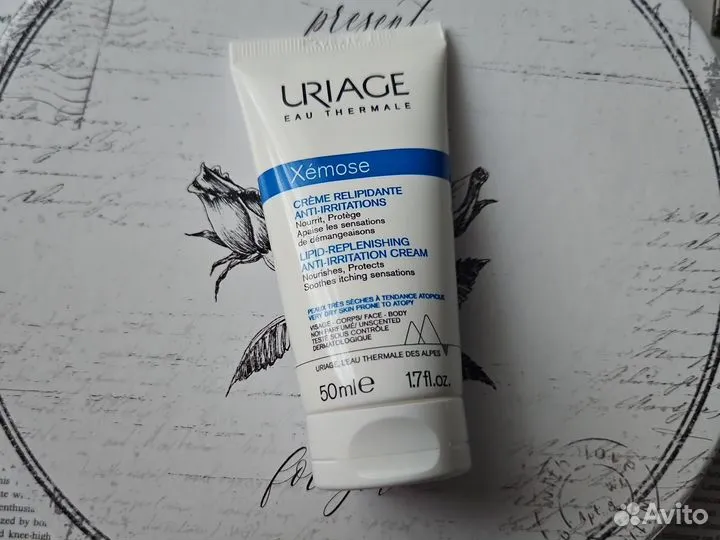 present
URIAGE
EAU THERMALE
Xémose
CRÈME RELIPIDANTE
ANTI-IRRITATIONS
Nourrit, Protège
Apaise les sensations
de démangeaisons
LIPID-REPLENISHING
ANTI-IRRITATION CREAM
Nourishes, Protects
Soothes itching sensations
PEAUX TRÈS SÈCHES À TENDANCE ATOPIQUE
VERY DRY SKIN PRONE TO ATOPY
VISAGE - CORPS/ FACE - BODY
NON PARFUMÉ/ UNSCENTED
TESTÉ SOUS CONTRÔLE
DERMATOLOGIQUE
URIAGE, L'EAU THERMALE DES ALPES
50ml e 1.7fl.oz.
for
Avito